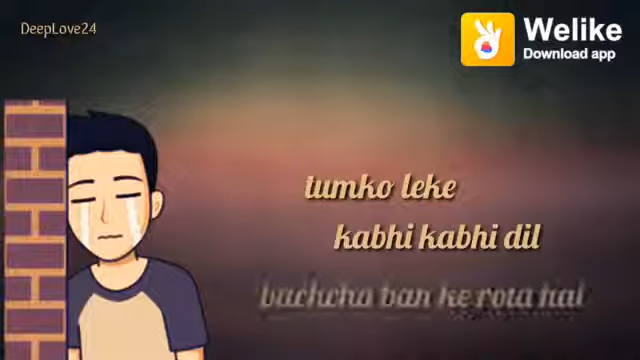 DeepLove24
Welike
Download app
tumko leke
kabhi kabhi dil
bachcha ban ke rota hai